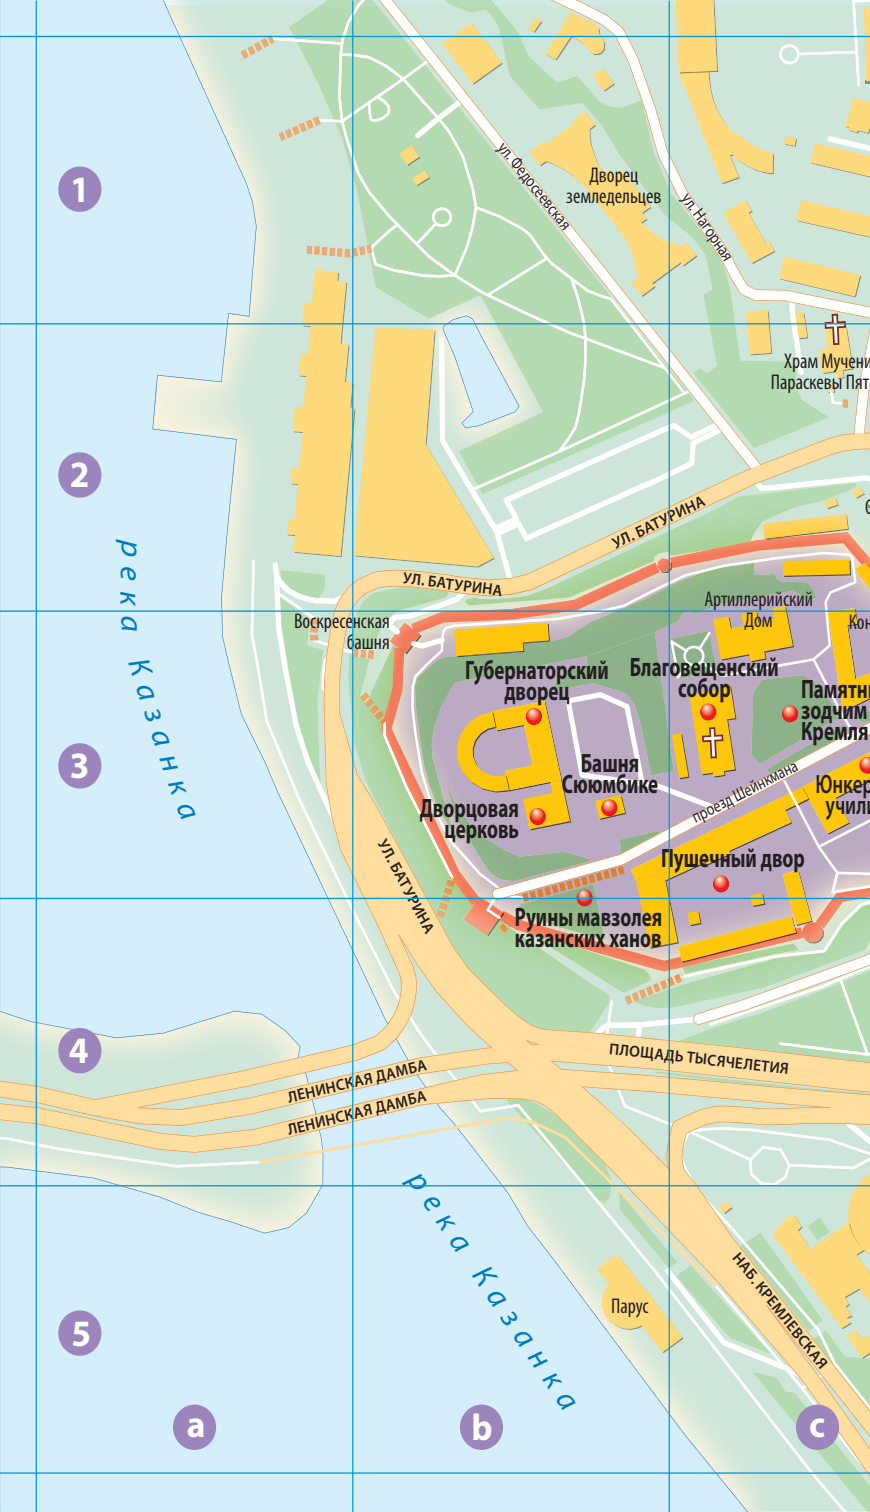 1
ул. Федосеевская
Дворец
земледельцев
ул. Нагорная
Храм Мучени
Параскевы Пят
2
река Казанка
УЛ. БАТУРИНА
УЛ. БАТУРИНА
Воскресенская
башня
Артиллерийский
Дом
Кон
Губернаторский
дворец
Благовещенский
собор
Памятн
зодчим
Кремля
3
Башня
Сююмбике
проезд Шейнкмана
Юнкер
учили
Дворцовая
церковь
УЛ. БАТУРИНА
Пушечный двор
Руины мавзолея
казанских ханов
4
ПЛОЩАДЬ ТЫСЯЧЕЛЕТИЯ
ЛЕНИНСКАЯ ДАМБА
ЛЕНИНСКАЯ ДАМБА
река Казанка
НАБ. КРЕМЛЕВСКАЯ
Парус
5
a
b
c